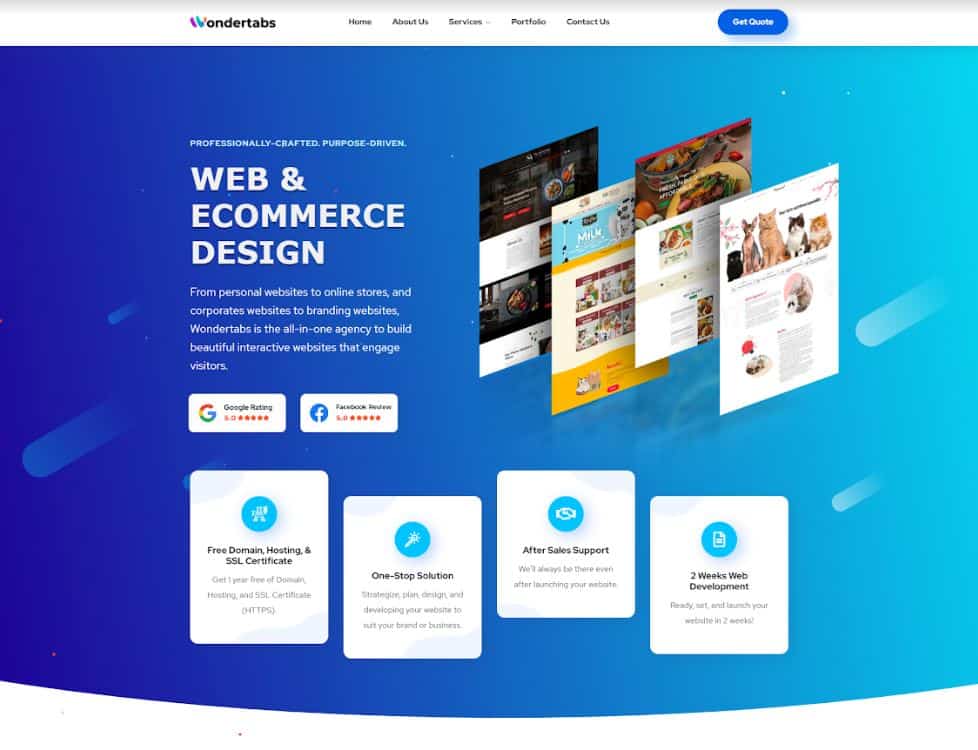 Wondertabs
Home
About Us
Services
Portfolio
Contact Us
Get Quote
PROFESSIONALLY-CRAFTED. PURPOSE-DRIVEN.
WEB &
ECOMMERCE
DESIGN
From personal websites to online stores, and
corporates websites to branding websites,
Wondertabs is the all-in-one agency to build
beautiful interactive websites that engage
visitors.
Google Rating
5.0
Facebook Review
5.0
MILK
Free Domain, Hosting, &
SSL Certificate
Get 1 year free of Domain,
Hosting, and SSL Certificate
(HTTPS).
One-Stop Solution
Strategize, plan, design, and
developing your website to
suit your brand or business.
After Sales Support
We'll always be there even
after launching your website.
2 Weeks Web
Development
Ready, set, and launch your
website in 2 weeks!